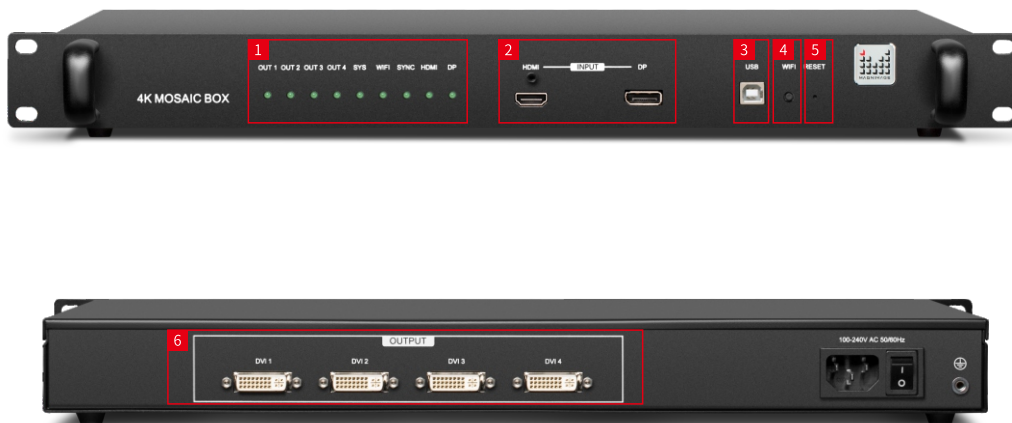 1
2
3
4
5
OUT 1 OUT 2 OUT 3 OUT 4 SYS WIFI SYNC HDMI DP
HDMI INPUT DP
USB
WIFI
RESET
4K MOSAIC BOX
6
OUTPUT
DVI 1 DVI 2 DVI 3 DVI 4
100-240V AC 50/60Hz
I
O